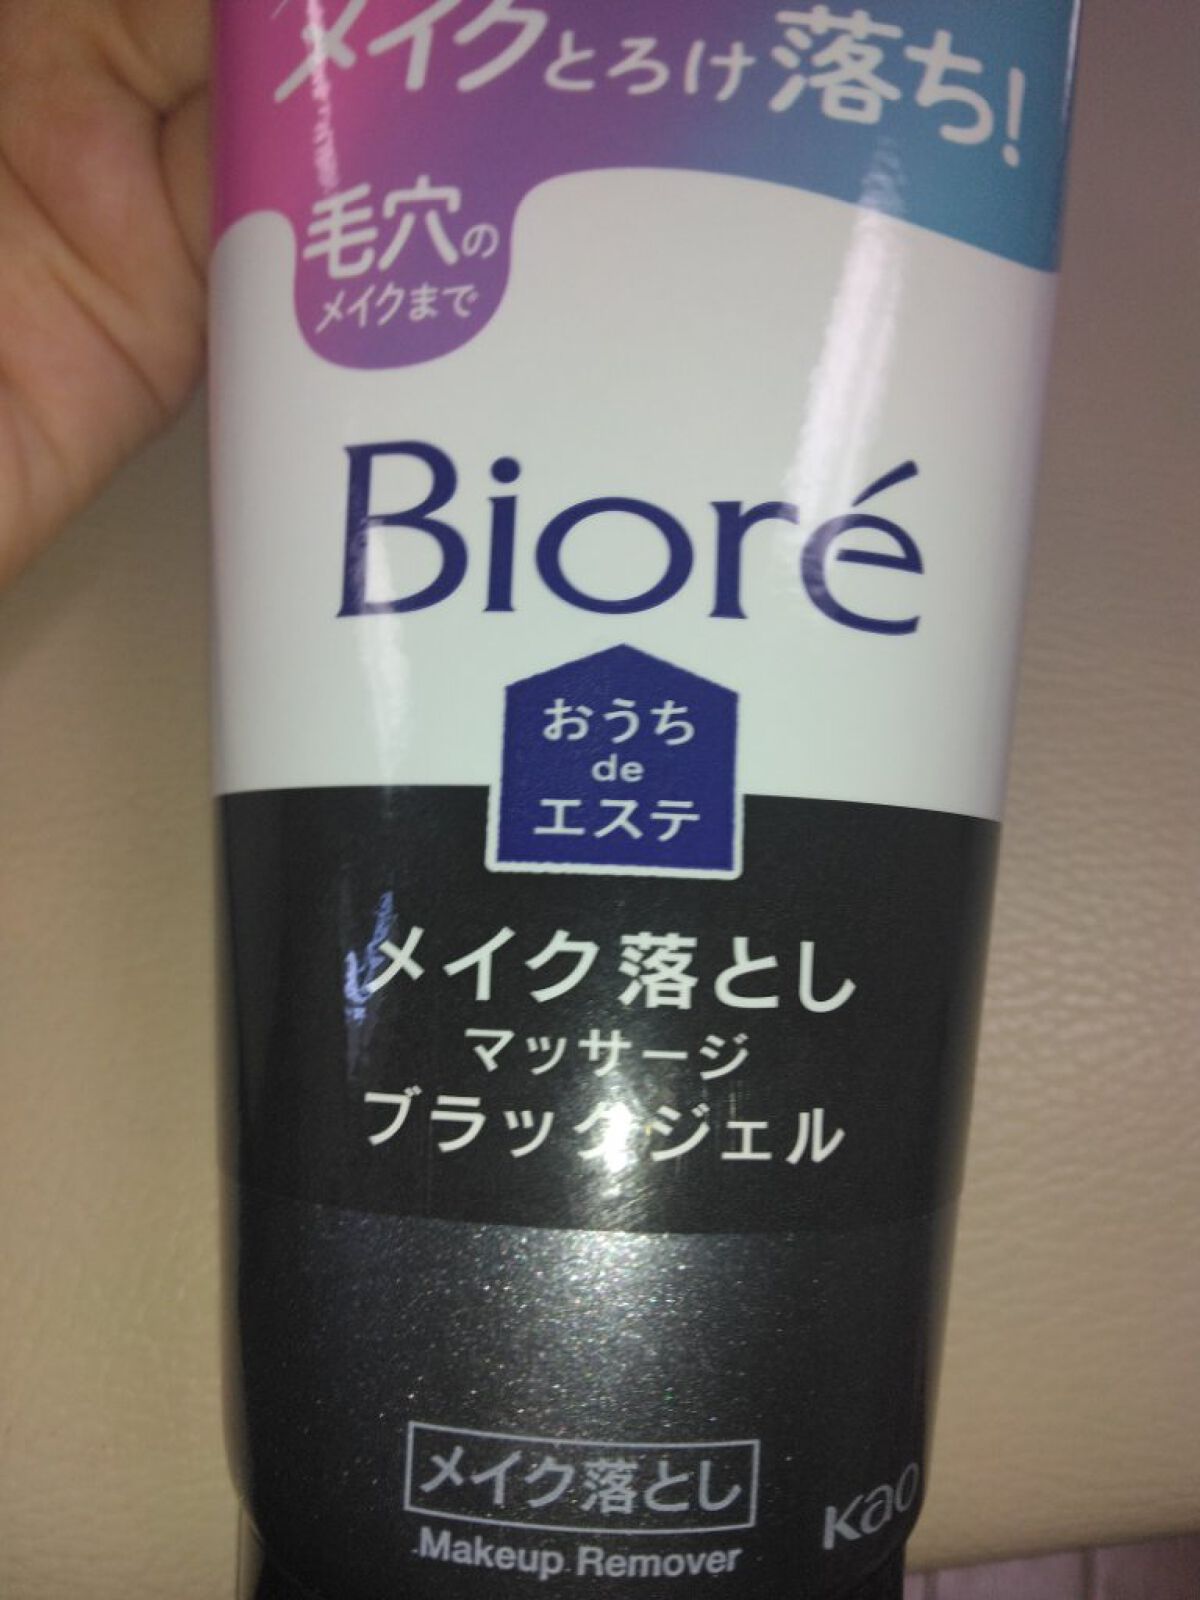 メイクとろけ落ち!
毛穴の
メイクまで
Bioré
おうち
de
エステ
メイク落とし
マッサージ
ブラックジェル
メイク落とし
Makeup Remover
Kao